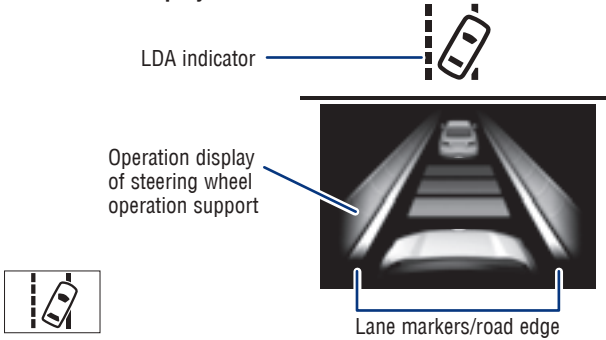 LDA indicator
Operation display
of steering wheel
operation support
Lane markers/road edge